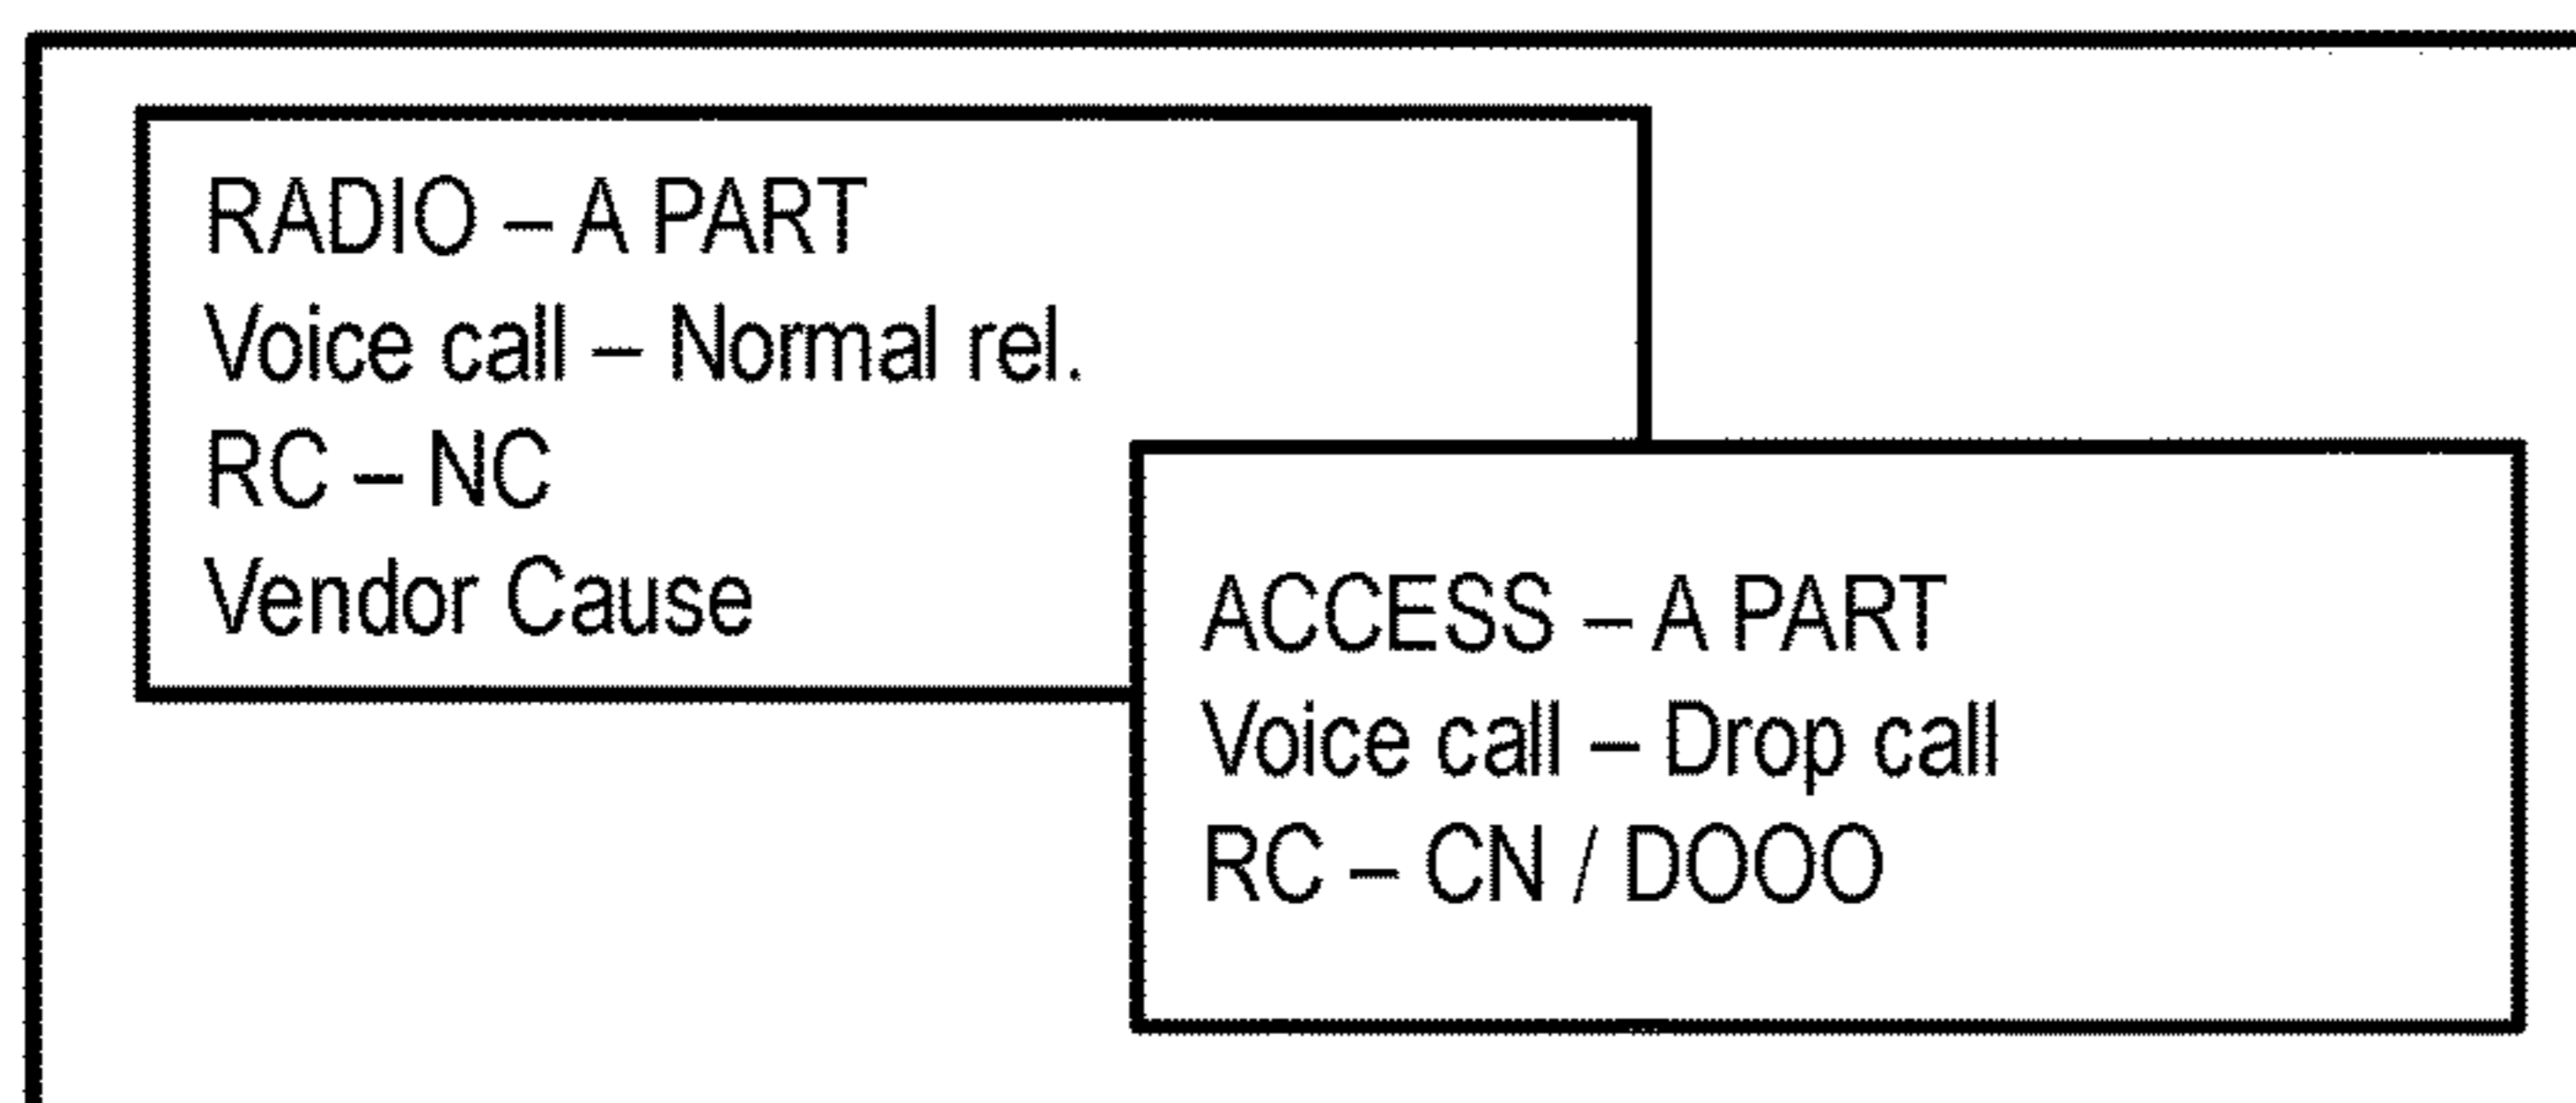 RADIO – A PART
Voice call – Normal rel.
RC – NC
Vendor Cause
ACCESS – A PART
Voice call – Drop call
RC – CN / DOOO